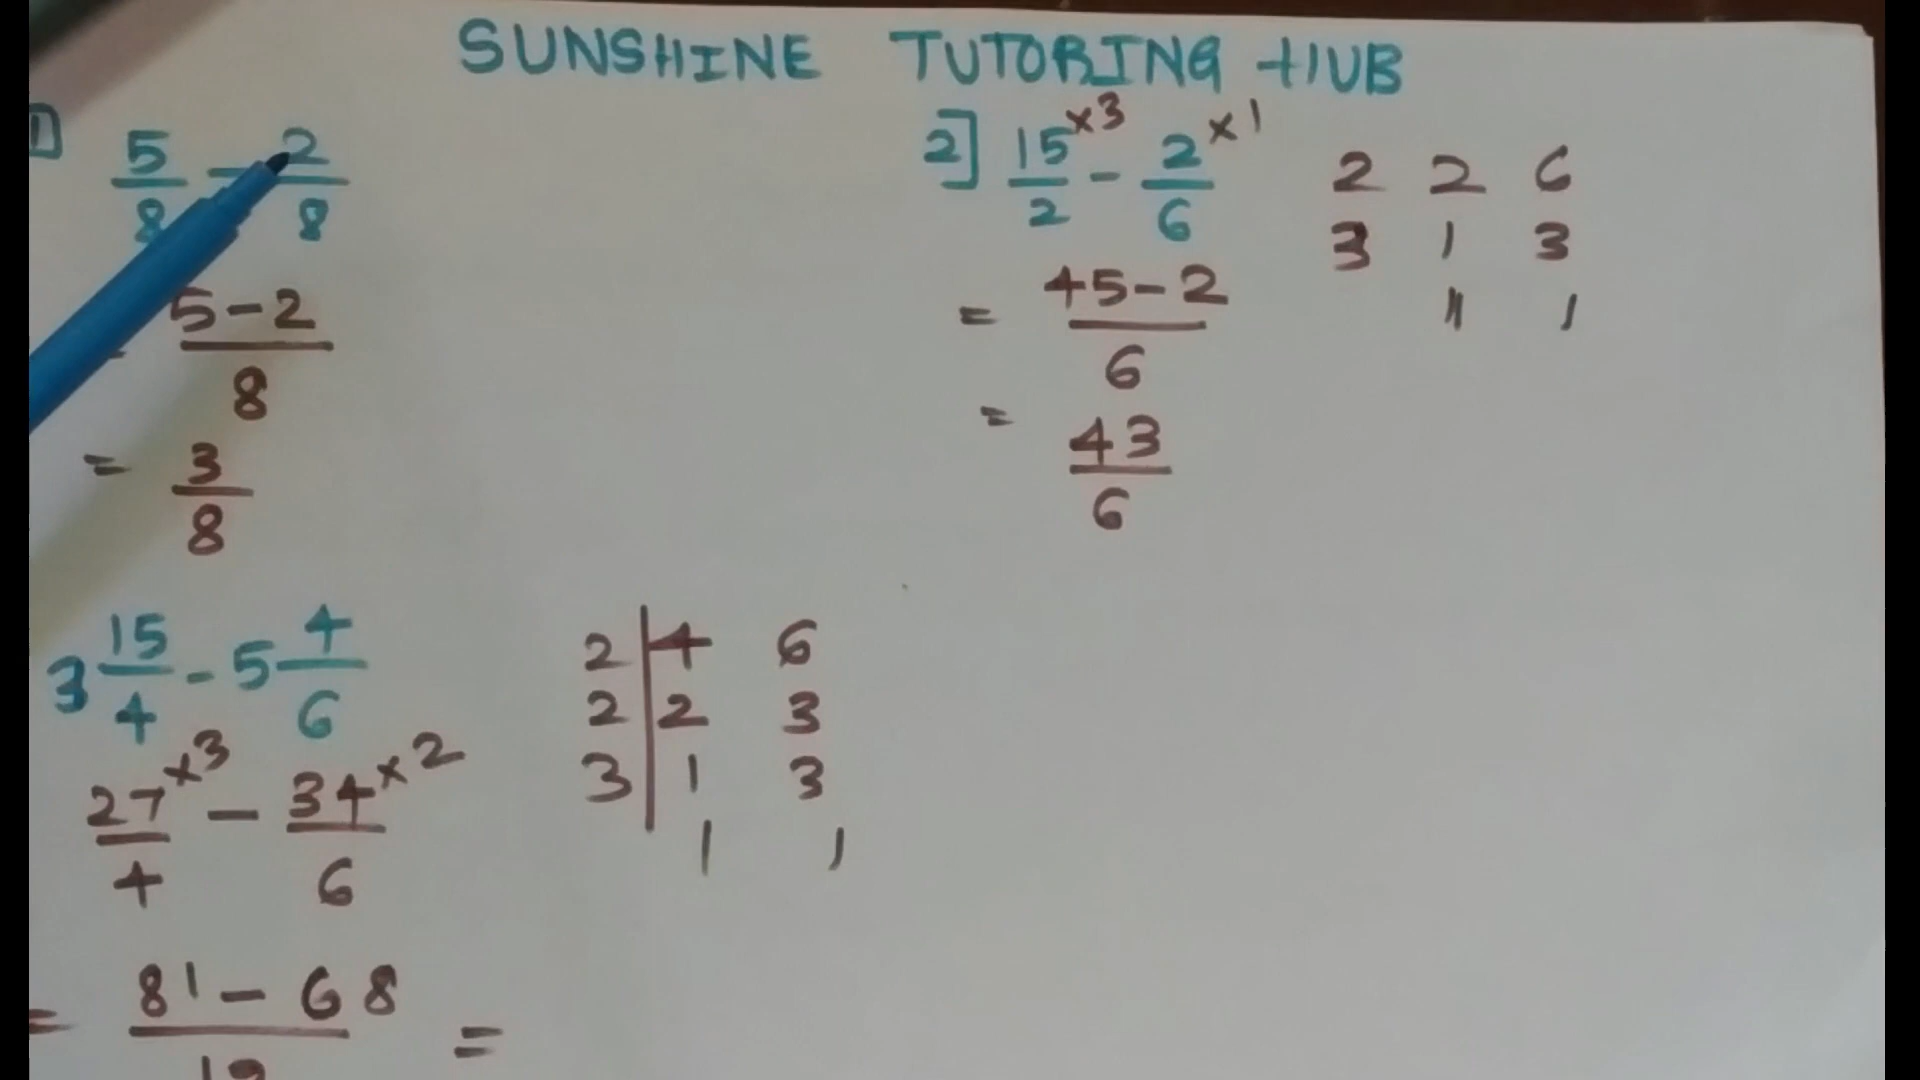 SUNSHINE TUTORING HUB
1] 5/8 - 2/8
= 5-2/8
= 3/8
2] 15/2 ×3 - 2/6 ×1
= 45-2/6
= 43/6
2 2 6
3 1 3
1 1
3 15/4 - 5 4/6
27/4 ×3 - 34/6 ×2
= 81-68/12 =
2 | 4 6
2 | 2 3
3 | 1 3
1 1